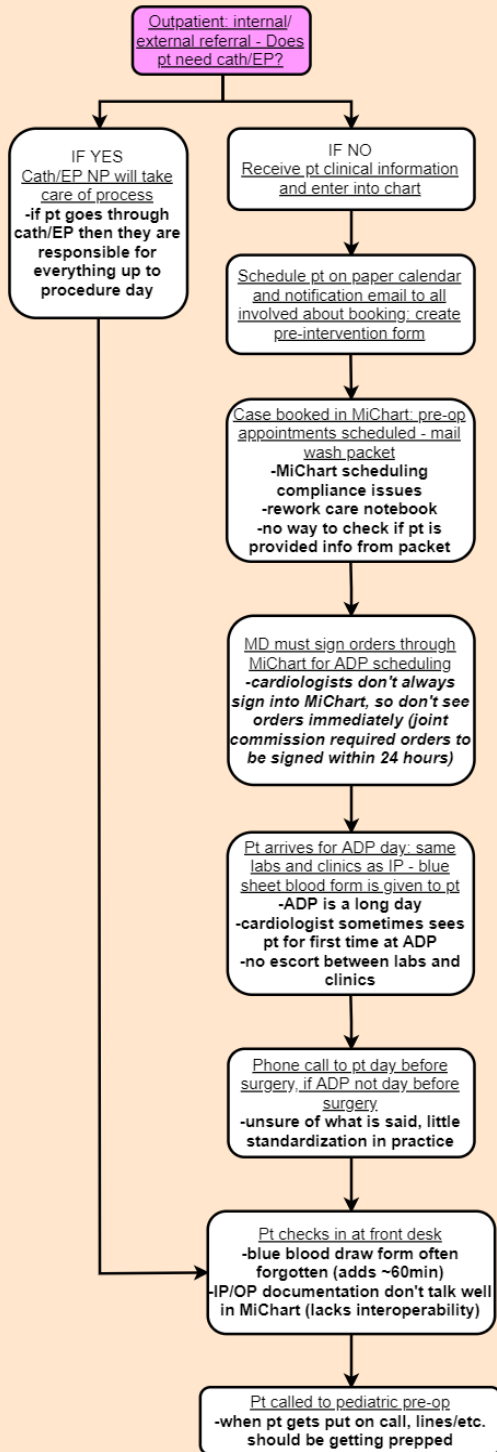 Outpatient: internal/
external referral - Does
pt need cath/EP?
IF YES
Cath/EP NP will take
care of process
-if pt goes through
cath/EP then they are
responsible for
everything up to
procedure day
IF NO
Receive pt clinical information
and enter into chart
Schedule pt on paper calendar
and notification email to all
involved about booking: create
pre-intervention form
Case booked in MiChart: pre-op
appointments scheduled - mail
wash packet
-MiChart scheduling
compliance issues
-rework care notebook
-no way to check if pt is
provided info from packet
MD must sign orders through
MiChart for ADP scheduling
-cardiologists don't always
sign into MiChart, so don't see
orders immediately (joint
commission required orders to
be signed within 24 hours)
Pt arrives for ADP day: same
labs and clinics as IP - blue
sheet blood form is given to pt
-ADP is a long day
-cardiologist sometimes sees
pt for first time at ADP
-no escort between labs and
clinics
Phone call to pt day before
surgery, if ADP not day before
surgery
-unsure of what is said, little
standardization in practice
Pt checks in at front desk
-blue blood draw form often
forgotten (adds ~60min)
-IP/OP documentation don't talk well
in MiChart (lacks interoperability)
Pt called to pediatric pre-op
-when pt gets put on call, lines/etc.
should be getting prepped